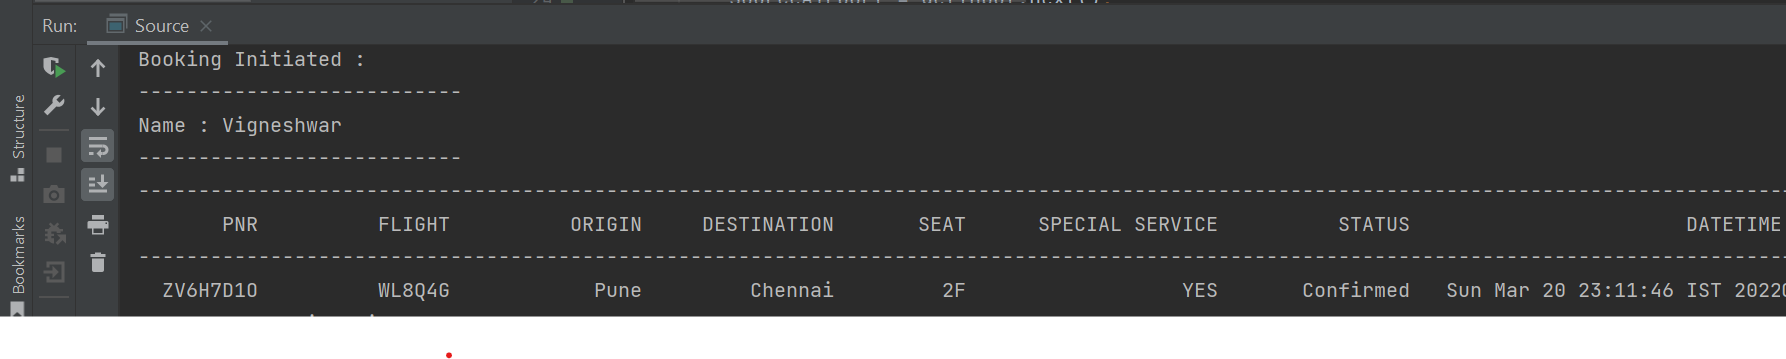 Run: Source
Booking Initiated :
---------------------------
Name : Vigneshwar
---------------------------
-----------------------------------------------------------------------------------------------------------------------------------------
PNR FLIGHT ORIGIN DESTINATION SEAT SPECIAL SERVICE STATUS DATETIME
-----------------------------------------------------------------------------------------------------------------------------------------
ZV6H7D1O WL8Q4G Pune Chennai 2F YES Confirmed Sun Mar 20 23:11:46 IST 2022
Structure
Bookmarks